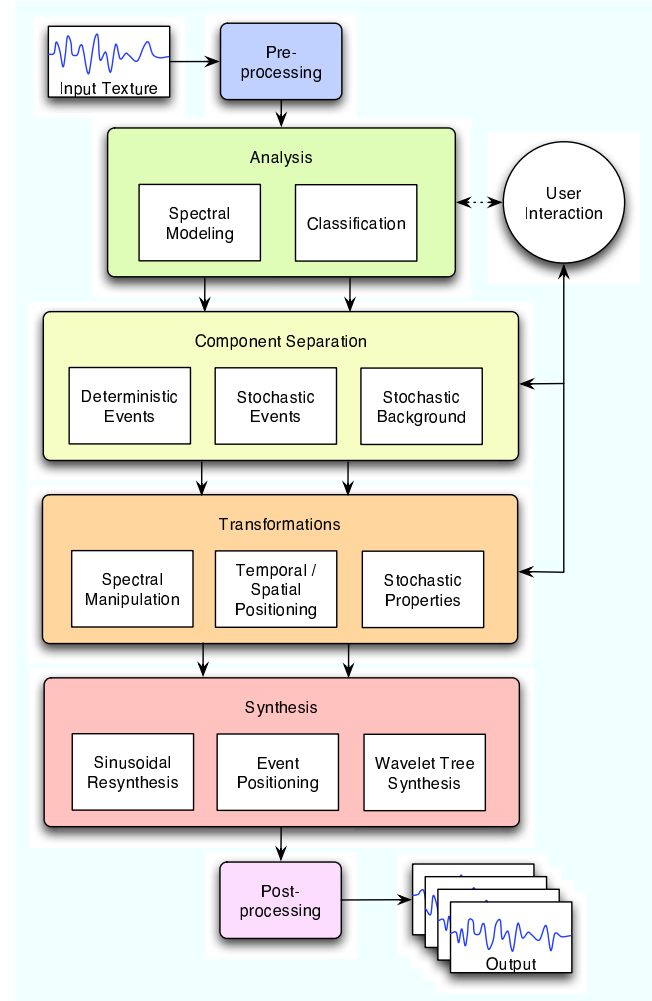 Input Texture
Pre-
processing
Analysis
Spectral
Modeling
Classification
User
Interaction
Component Separation
Deterministic
Events
Stochastic
Events
Stochastic
Background
Transformations
Spectral
Manipulation
Temporal /
Spatial
Positioning
Stochastic
Properties
Synthesis
Sinusoidal
Resynthesis
Event
Positioning
Wavelet Tree
Synthesis
Post-
processing
Output